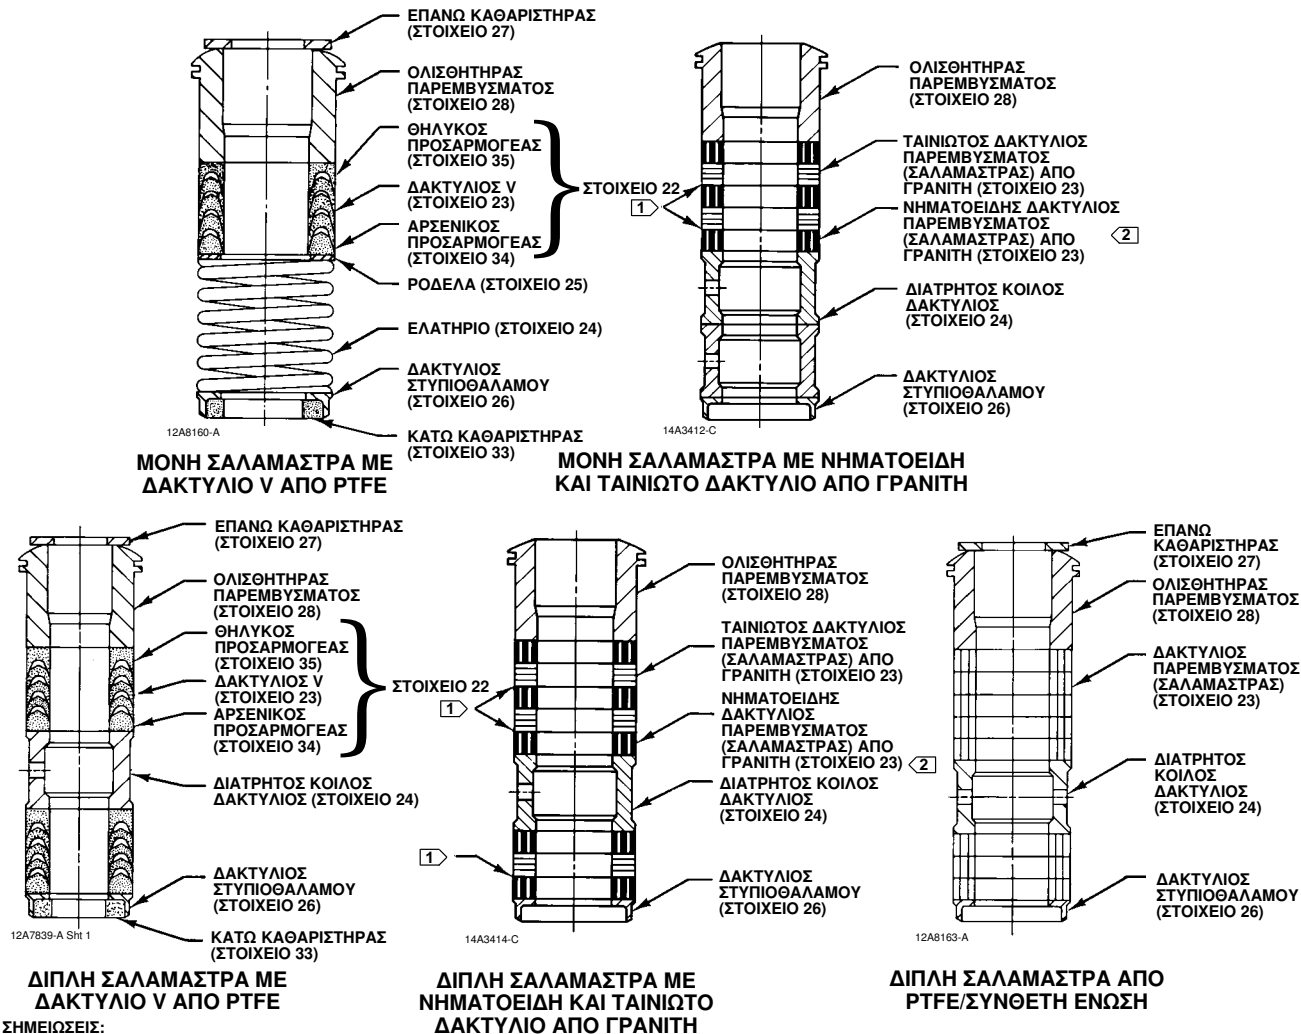 ΕΠΑΝΩ ΚΑΘΑΡΙΣΤΗΡΑΣ
(ΣΤΟΙΧΕΙΟ 27)
ΟΛΙΣΘΗΤΗΡΑΣ
ΠΑΡΕΜΒΥΣΜΑΤΟΣ
(ΣΤΟΙΧΕΙΟ 28)
ΘΗΛΥΚΟΣ
ΠΡΟΣΑΡΜΟΓΕΑΣ
(ΣΤΟΙΧΕΙΟ 35)
ΔΑΚΤΥΛΙΟΣ V
(ΣΤΟΙΧΕΙΟ 23)
ΑΡΣΕΝΙΚΟΣ
ΠΡΟΣΑΡΜΟΓΕΑΣ
(ΣΤΟΙΧΕΙΟ 34)
ΣΤΟΙΧΕΙΟ 22
ΡΟΔΕΛΑ (ΣΤΟΙΧΕΙΟ 25)
ΕΛΑΤΗΡΙΟ (ΣΤΟΙΧΕΙΟ 24)
ΔΑΚΤΥΛΙΟΣ
ΣΤΥΠΙΟΘΑΛΑΜΟΥ
(ΣΤΟΙΧΕΙΟ 26)
ΚΑΤΩ ΚΑΘΑΡΙΣΤΗΡΑΣ
(ΣΤΟΙΧΕΙΟ 33)
12A8160-A
ΜΟΝΗ ΣΑΛΑΜΑΣΤΡΑ ΜΕ
ΔΑΚΤΥΛΙΟ V ΑΠΟ PTFE
ΟΛΙΣΘΗΤΗΡΑΣ
ΠΑΡΕΜΒΥΣΜΑΤΟΣ
(ΣΤΟΙΧΕΙΟ 28)
ΤΑΙΝΙΩΤΟΣ ΔΑΚΤΥΛΙΟΣ
ΠΑΡΕΜΒΥΣΜΑΤΟΣ
(ΣΑΛΑΜΑΣΤΡΑΣ) ΑΠΟ
ΓΡΑΝΙΤΗ (ΣΤΟΙΧΕΙΟ 23)
1
ΝΗΜΑΤΟΕΙΔΗΣ ΔΑΚΤΥΛΙΟΣ
ΠΑΡΕΜΒΥΣΜΑΤΟΣ
(ΣΑΛΑΜΑΣΤΡΑΣ) ΑΠΟ
ΓΡΑΝΙΤΗ (ΣΤΟΙΧΕΙΟ 23)
2
ΔΙΑΤΡΗΤΟΣ ΚΟΙΛΟΣ
ΔΑΚΤΥΛΙΟΣ
(ΣΤΟΙΧΕΙΟ 24)
ΔΑΚΤΥΛΙΟΣ
ΣΤΥΠΙΟΘΑΛΑΜΟΥ
(ΣΤΟΙΧΕΙΟ 26)
14A3412-C
ΜΟΝΗ ΣΑΛΑΜΑΣΤΡΑ ΜΕ ΝΗΜΑΤΟΕΙΔΗ
ΚΑΙ ΤΑΙΝΙΩΤΟ ΔΑΚΤΥΛΙΟ ΑΠΟ ΓΡΑΝΙΤΗ
ΕΠΑΝΩ ΚΑΘΑΡΙΣΤΗΡΑΣ
(ΣΤΟΙΧΕΙΟ 27)
ΟΛΙΣΘΗΤΗΡΑΣ
ΠΑΡΕΜΒΥΣΜΑΤΟΣ
(ΣΤΟΙΧΕΙΟ 28)
ΘΗΛΥΚΟΣ
ΠΡΟΣΑΡΜΟΓΕΑΣ
(ΣΤΟΙΧΕΙΟ 35)
ΔΑΚΤΥΛΙΟΣ V
(ΣΤΟΙΧΕΙΟ 23)
ΑΡΣΕΝΙΚΟΣ
ΠΡΟΣΑΡΜΟΓΕΑΣ
(ΣΤΟΙΧΕΙΟ 34)
ΣΤΟΙΧΕΙΟ 22
ΔΙΑΤΡΗΤΟΣ ΚΟΙΛΟΣ
ΔΑΚΤΥΛΙΟΣ (ΣΤΟΙΧΕΙΟ 24)
ΔΑΚΤΥΛΙΟΣ
ΣΤΥΠΙΟΘΑΛΑΜΟΥ
(ΣΤΟΙΧΕΙΟ 26)
ΚΑΤΩ ΚΑΘΑΡΙΣΤΗΡΑΣ
(ΣΤΟΙΧΕΙΟ 33)
12A7839-A Sht 1
ΔΙΠΛΗ ΣΑΛΑΜΑΣΤΡΑ ΜΕ
ΔΑΚΤΥΛΙΟ V ΑΠΟ PTFE
ΟΛΙΣΘΗΤΗΡΑΣ
ΠΑΡΕΜΒΥΣΜΑΤΟΣ
(ΣΤΟΙΧΕΙΟ 28)
ΤΑΙΝΙΩΤΟΣ ΔΑΚΤΥΛΙΟΣ
ΠΑΡΕΜΒΥΣΜΑΤΟΣ
(ΣΑΛΑΜΑΣΤΡΑΣ) ΑΠΟ
ΓΡΑΝΙΤΗ (ΣΤΟΙΧΕΙΟ 23)
1
ΝΗΜΑΤΟΕΙΔΗΣ
ΔΑΚΤΥΛΙΟΣ
ΠΑΡΕΜΒΥΣΜΑΤΟΣ
(ΣΑΛΑΜΑΣΤΡΑΣ) ΑΠΟ
ΓΡΑΝΙΤΗ (ΣΤΟΙΧΕΙΟ 23)
2
ΔΙΑΤΡΗΤΟΣ ΚΟΙΛΟΣ
ΔΑΚΤΥΛΙΟΣ
(ΣΤΟΙΧΕΙΟ 24)
1
ΔΑΚΤΥΛΙΟΣ
ΣΤΥΠΙΟΘΑΛΑΜΟΥ
(ΣΤΟΙΧΕΙΟ 26)
14A3414-C
ΔΙΠΛΗ ΣΑΛΑΜΑΣΤΡΑ ΜΕ
ΝΗΜΑΤΟΕΙΔΗ ΚΑΙ ΤΑΙΝΙΩΤΟ
ΔΑΚΤΥΛΙΟ ΑΠΟ ΓΡΑΝΙΤΗ
ΕΠΑΝΩ
ΚΑΘΑΡΙΣΤΗΡΑΣ
(ΣΤΟΙΧΕΙΟ 27)
ΟΛΙΣΘΗΤΗΡΑΣ
ΠΑΡΕΜΒΥΣΜΑΤΟΣ
(ΣΤΟΙΧΕΙΟ 28)
ΔΑΚΤΥΛΙΟΣ
ΠΑΡΕΜΒΥΣΜΑΤΟΣ
(ΣΑΛΑΜΑΣΤΡΑΣ)
(ΣΤΟΙΧΕΙΟ 23)
ΔΙΑΤΡΗΤΟΣ
ΚΟΙΛΟΣ
ΔΑΚΤΥΛΙΟΣ
(ΣΤΟΙΧΕΙΟ 24)
ΔΑΚΤΥΛΙΟΣ
ΣΤΥΠΙΟΘΑΛΑΜΟΥ
(ΣΤΟΙΧΕΙΟ 26)
12A8163-A
ΔΙΠΛΗ ΣΑΛΑΜΑΣΤΡΑ ΑΠΟ
PTFE/ΣΥΝΘΕΤΗ ΕΝΩΣΗ
ΣΗΜΕΙΩΣΕΙΣ: